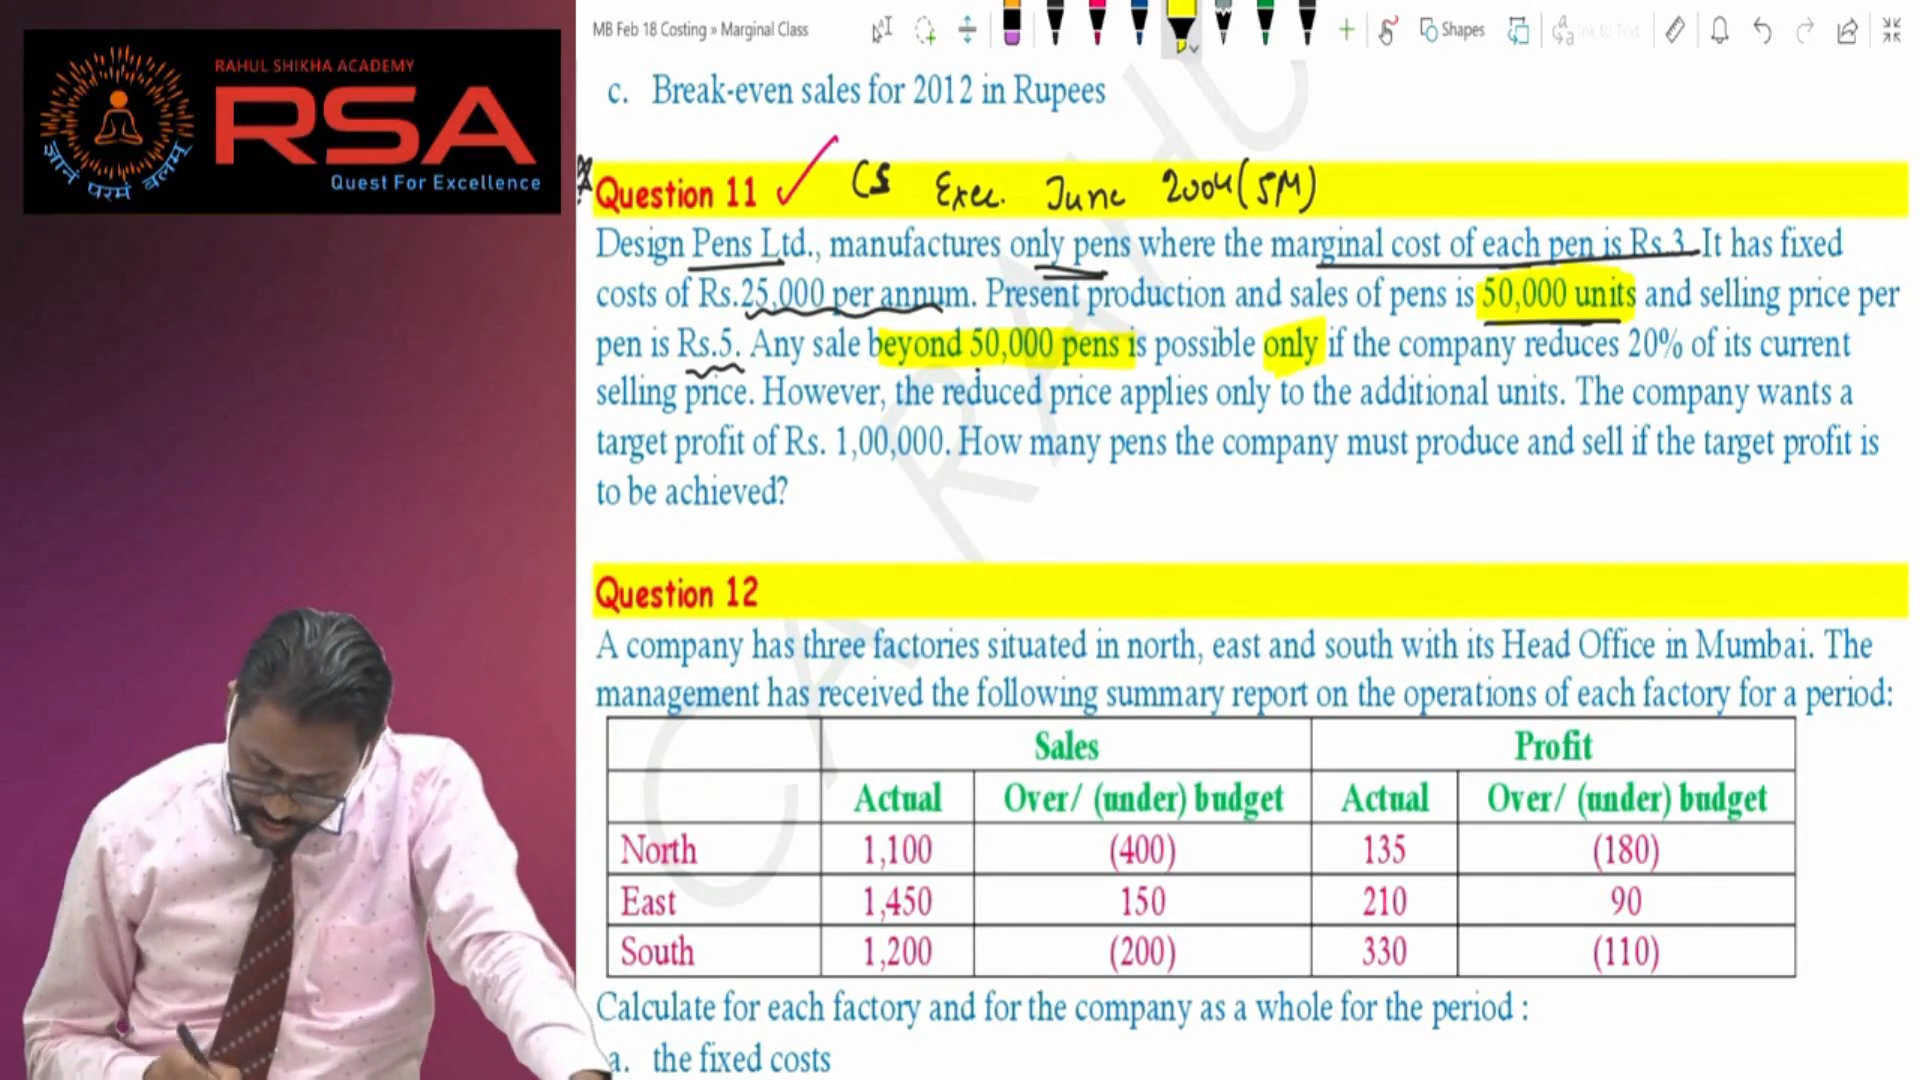 MB Feb 18 Costing » Marginal Class
Shapes
Ink to Text
RAHUL SHIKHA ACADEMY
RSA
Quest For Excellence
ज्ञानं परमं बलम्
c. Break-even sales for 2012 in Rupees
Question 11 CS Exec. June 2004 (5M)
Design Pens Ltd., manufactures only pens where the marginal cost of each pen is Rs.3. It has fixed
costs of Rs.25,000 per annum. Present production and sales of pens is 50,000 units and selling price per
pen is Rs.5. Any sale beyond 50,000 pens is possible only if the company reduces 20% of its current
selling price. However, the reduced price applies only to the additional units. The company wants a
target profit of Rs. 1,00,000. How many pens the company must produce and sell if the target profit is
to be achieved?
Question 12
A company has three factories situated in north, east and south with its Head Office in Mumbai. The
management has received the following summary report on the operations of each factory for a period:
Sales Profit
Actual Over/ (under) budget Actual Over/ (under) budget
North 1,100 (400) 135 (180)
East 1,450 150 210 90
South 1,200 (200) 330 (110)
Calculate for each factory and for the company as a whole for the period :
a. the fixed costs
CA RAHUL